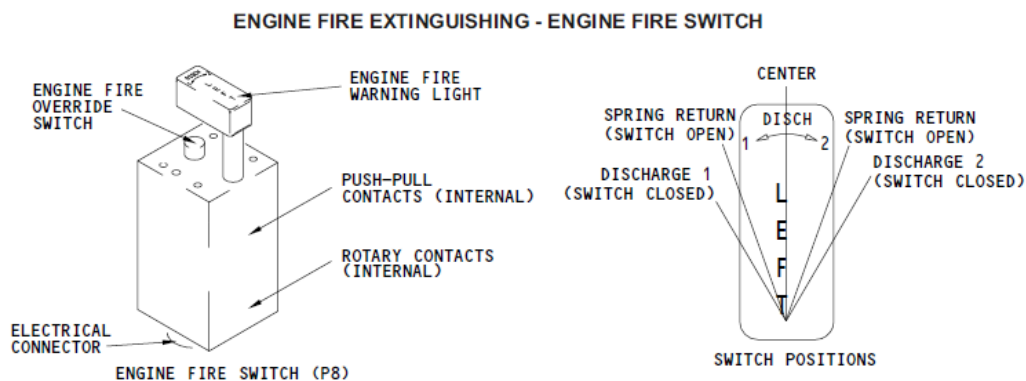 ENGINE FIRE EXTINGUISHING - ENGINE FIRE SWITCH
ENGINE FIRE
OVERRIDE
SWITCH
DISCH
ENGINE FIRE
WARNING LIGHT
PUSH-PULL
CONTACTS (INTERNAL)
ROTARY CONTACTS
(INTERNAL)
ELECTRICAL
CONNECTOR
ENGINE FIRE SWITCH (P8)
CENTER
SPRING RETURN
(SWITCH OPEN)
DISCH
1
2
SPRING RETURN
(SWITCH OPEN)
DISCHARGE 1
(SWITCH CLOSED)
DISCHARGE 2
(SWITCH CLOSED)
L
E
F
T
SWITCH POSITIONS